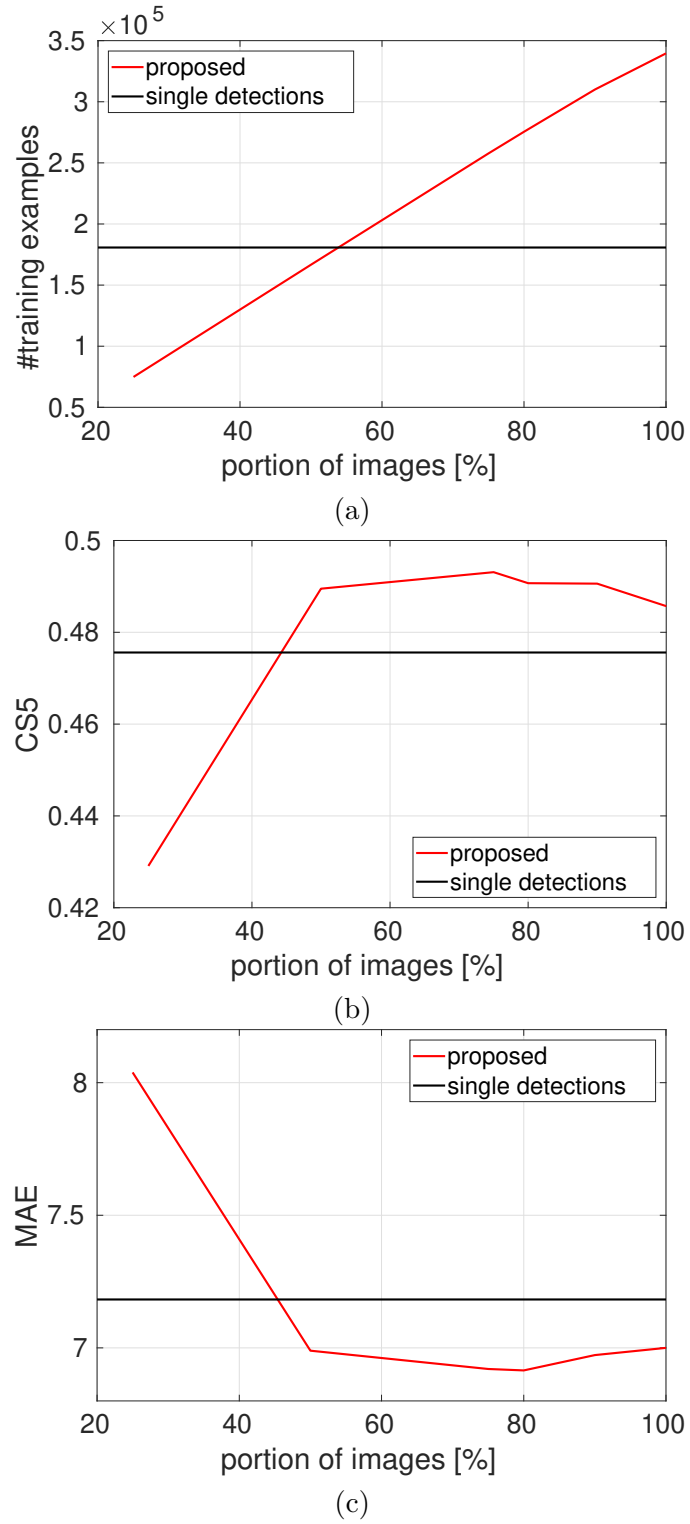 ×10^5
3.5
proposed
single detections
3
2.5
2
1.5
1
0.5
#training examples
20 40 60 80 100
portion of images [%]
(a)
0.5
0.48
0.46
0.44
0.42
CS5
proposed
single detections
20 40 60 80 100
portion of images [%]
(b)
proposed
single detections
8
7.5
7
MAE
20 40 60 80 100
portion of images [%]
(c)